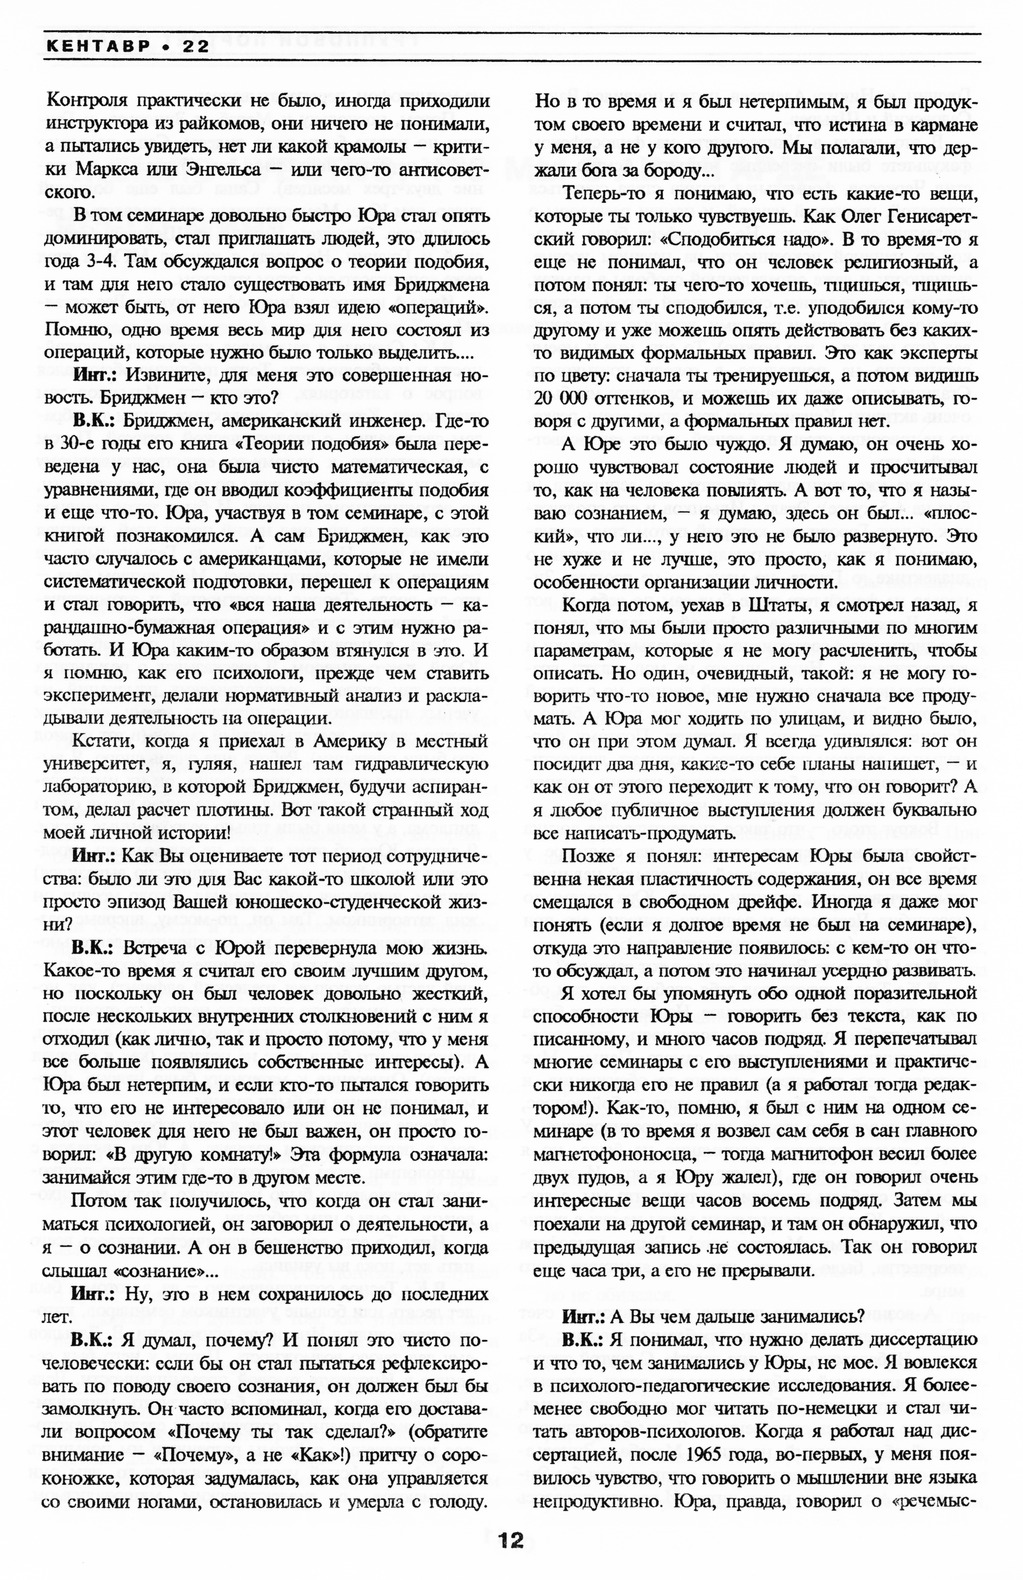 КЕНТАВР • 22
Контроля практически не было, иногда приходили
инструктора из райкомов, они ничего не понимали,
а пытались увидеть, нет ли какой крамолы — крити-
ки Маркса или Энгельса — или чего-то антисовет-
ского.
В том семинаре довольно быстро Юра стал опять
доминировать, стал приглашать людей, это длилось
года 3-4. Там обсуждался вопрос о теории подобия,
и там для него стало существовать имя Бриджмена
— может быть, от него Юра взял идею «операций».
Помню, одно время весь мир для него состоял из
операций, которые нужно было только выделить....
Инт.: Извините, для меня это совершенная но-
вость. Бриджмен — кто это?
В.К.: Бриджмен, американский инженер. Где-то
в 30-е годы его книга «Теории подобия» была пере-
ведена у нас, она была чисто математическая, с
уравнениями, где он вводил коэффициенты подобия
и еще что-то. Юра, участвуя в том семинаре, с этой
книгой познакомился. А сам Бриджмен, как это
часто случалось с американцами, которые не имели
систематической подготовки, перешел к операциям
и стал говорить, что «вся наша деятельность — ка-
рандашно-бумажная операция» и с этим нужно ра-
ботать. И Юра каким-то образом втянулся в это. И
я помню, как его психологи, прежде чем ставить
эксперимент, делали нормативный анализ и раскла-
дывали деятельность на операции.
Кстати, когда я приехал в Америку в местный
университет, я, гуляя, нашел там гидравлическую
лабораторию, в которой Бриджмен, будучи аспиран-
том, делал расчет плотины. Вот такой странный ход
моей личной истории!
Инт.: Как Вы оцениваете тот период сотрудниче-
ства: было ли это для Вас какой-то школой или это
просто эпизод Вашей юношеско-студенческой жиз-
ни?
В.К.: Встреча с Юрой перевернула мою жизнь.
Какое-то время я считал его своим лучшим другом,
но поскольку он был человек довольно жесткий,
после нескольких внутренних столкновений с ним я
отходил (как лично, так и просто потому, что у меня
все больше появлялись собственные интересы). А
Юра был нетерпим, и если кто-то пытался говорить
то, что его не интересовало или он не понимал, и
этот человек для него не был важен, он просто го-
ворил: «В другую комнату!» Эта формула означала:
занимайся этим где-то в другом месте.
Потом так получилось, что когда он стал зани-
маться психологией, он заговорил о деятельности, а
я — о сознании. А он в бешенство приходил, когда
слышал «сознание»...
Инт.: Ну, это в нем сохранилось до последних
лет.
В.К.: Я думал, почему? И понял это чисто по-
человечески: если бы он стал пытаться рефлексиро-
вать по поводу своего сознания, он должен был бы
замолкнуть. Он часто вспоминал, когда его достава-
ли вопросом «Почему ты так сделал?» (обратите
внимание — «Почему», а не «Как»!) притчу о соро-
коножке, которая задумалась, как она управляется
со своими ногами, остановилась и умерла с голоду.
Но в то время и я был нетерпимым, я был продук-
том своего времени и считал, что истина в кармане
у меня, а не у кого другого. Мы полагали, что дер-
жали бога за бороду...
Теперь-то я понимаю, что есть какие-то вещи,
которые ты только чувствуешь. Как Олег Генисарет-
ский говорил: «Сподобиться надо». В то время-то я
еще не понимал, что он человек религиозный, а
потом понял: ты чего-то хочешь, тщишься, тщишь-
ся, а потом ты сподобился, т.е. уподобился кому-то
другому и уже можешь опять действовать без каких-
то видимых формальных правил. Это как эксперты
по цвету: сначала ты тренируешься, а потом видишь
20 000 оттенков, и можешь их даже описывать, го-
воря с другими, а формальных правил нет.
А Юре это было чуждо. Я думаю, он очень хо-
рошо чувствовал состояние людей и просчитывал
то, как на человека повлиять. А вот то, что я назы-
ваю сознанием, — я думаю, здесь он был... «плос-
кий», что ли..., у него это не было развернуто. Это
не хуже и не лучше, это просто, как я понимаю,
особенности организации личности.
Когда потом, уехав в Штаты, я смотрел назад, я
понял, что мы были просто различными по многим
параметрам, которые я не могу расчленить, чтобы
описать. Но один, очевидный, такой: я не могу го-
ворить что-то новое, мне нужно сначала все проду-
мать. А Юра мог ходить по улицам, и видно было,
что он при этом думал. Я всегда удивлялся: вот он
посидит два дня, какие-то себе планы напишет, — и
как он от этого переходит к тому, что он говорит? А
я любое публичное выступления должен буквально
все написать-продумать.
Позже я понял: интересам Юры была свойст-
венна некая пластичность содержания, он все время
смещался в свободном дрейфе. Иногда я даже мог
понять (если я долгое время не был на семинаре),
откуда это направление появилось: с кем-то он что-
то обсуждал, а потом это начинал усердно развивать.
Я хотел бы упомянуть обо одной поразительной
способности Юры — говорить без текста, как по
писанному, и много часов подряд. Я перепечатывал
многие семинары с его выступлениями и практиче-
ски никогда его не правил (а я работал тогда редак-
тором!). Как-то, помню, я был с ним на одном се-
минаре (в то время я возвел сам себя в сан главного
магнетофононосца, — тогда магнитофон весил более
двух пудов, а я Юру жалел), где он говорил очень
интересные вещи часов восемь подряд. Затем мы
поехали на другой семинар, и там он обнаружил, что
предыдущая запись не состоялась. Так он говорил
еще часа три, а его не прерывали.
Инт.: А Вы чем дальше занимались?
В.К.: Я понимал, что нужно делать диссертацию
и что то, чем занимались у Юры, не мое. Я вовлекся
в психолого-педагогические исследования. Я более-
менее свободно мог читать по-немецки и стал чи-
тать авторов-психологов. Когда я работал над дис-
сертацией, после 1965 года, во-первых, у меня поя-
вилось чувство, что говорить о мышлении вне языка
непродуктивно. Юра, правда, говорил о «речемыс-
12